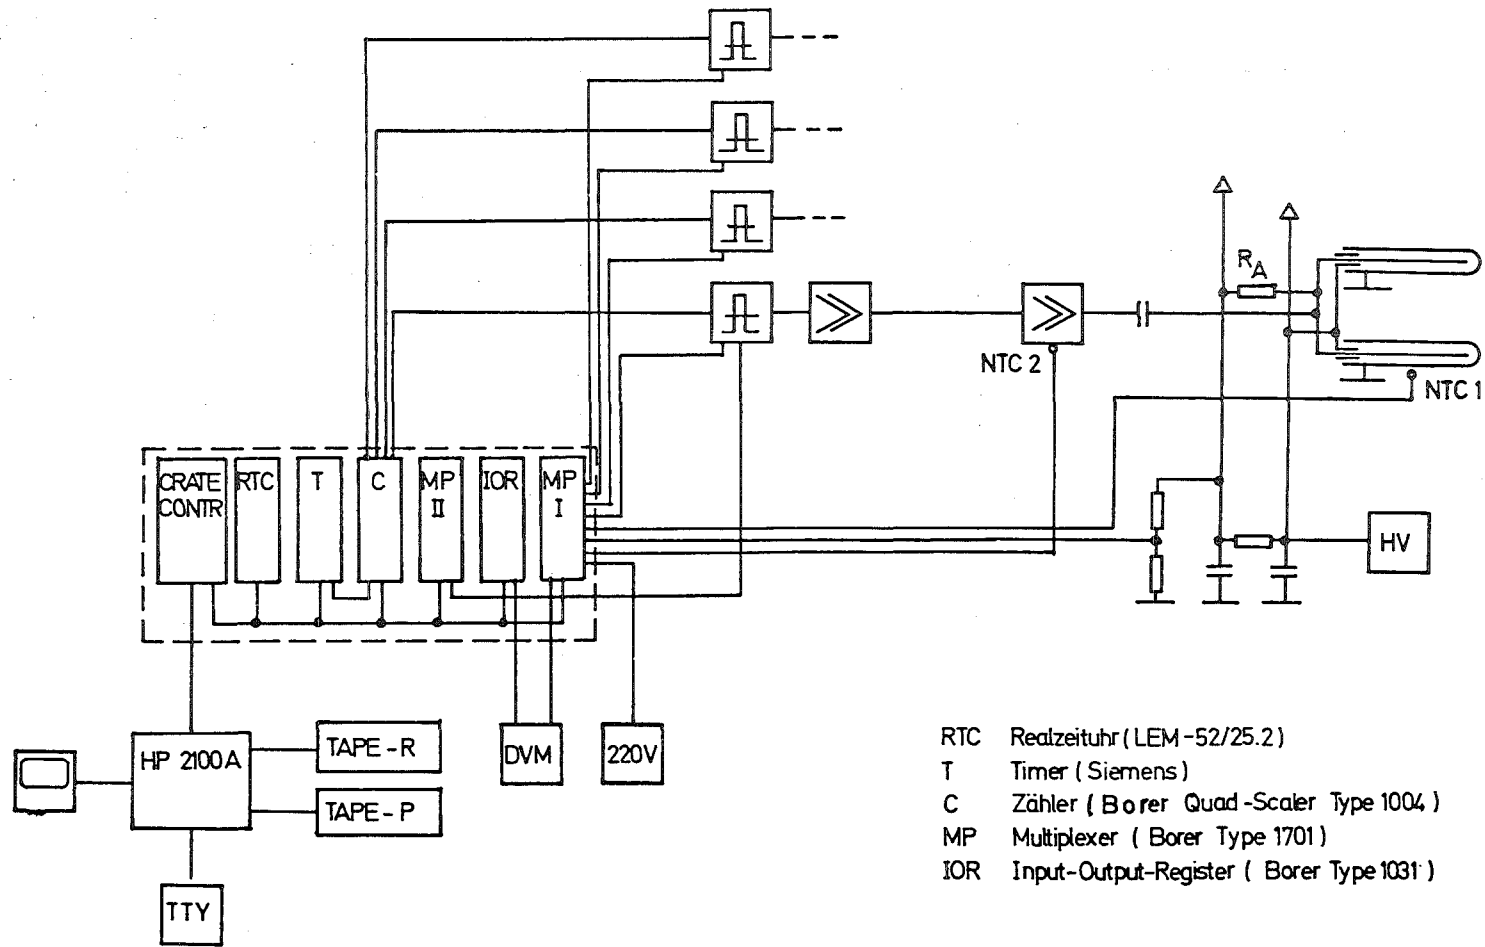 R_A
NTC 2
NTC 1
CRATE
CONTR
RTC
T
C
MP
II
IOR
MP
I
HV
HP 2100A
TAPE-R
TAPE-P
DVM
220V
TTY
RTC Realzeituhr (LEM-52/25.2)
T Timer (Siemens)
C Zähler (Borer Quad-Scaler Type 1004)
MP Multiplexer (Borer Type 1701)
IOR Input-Output-Register (Borer Type 1031)